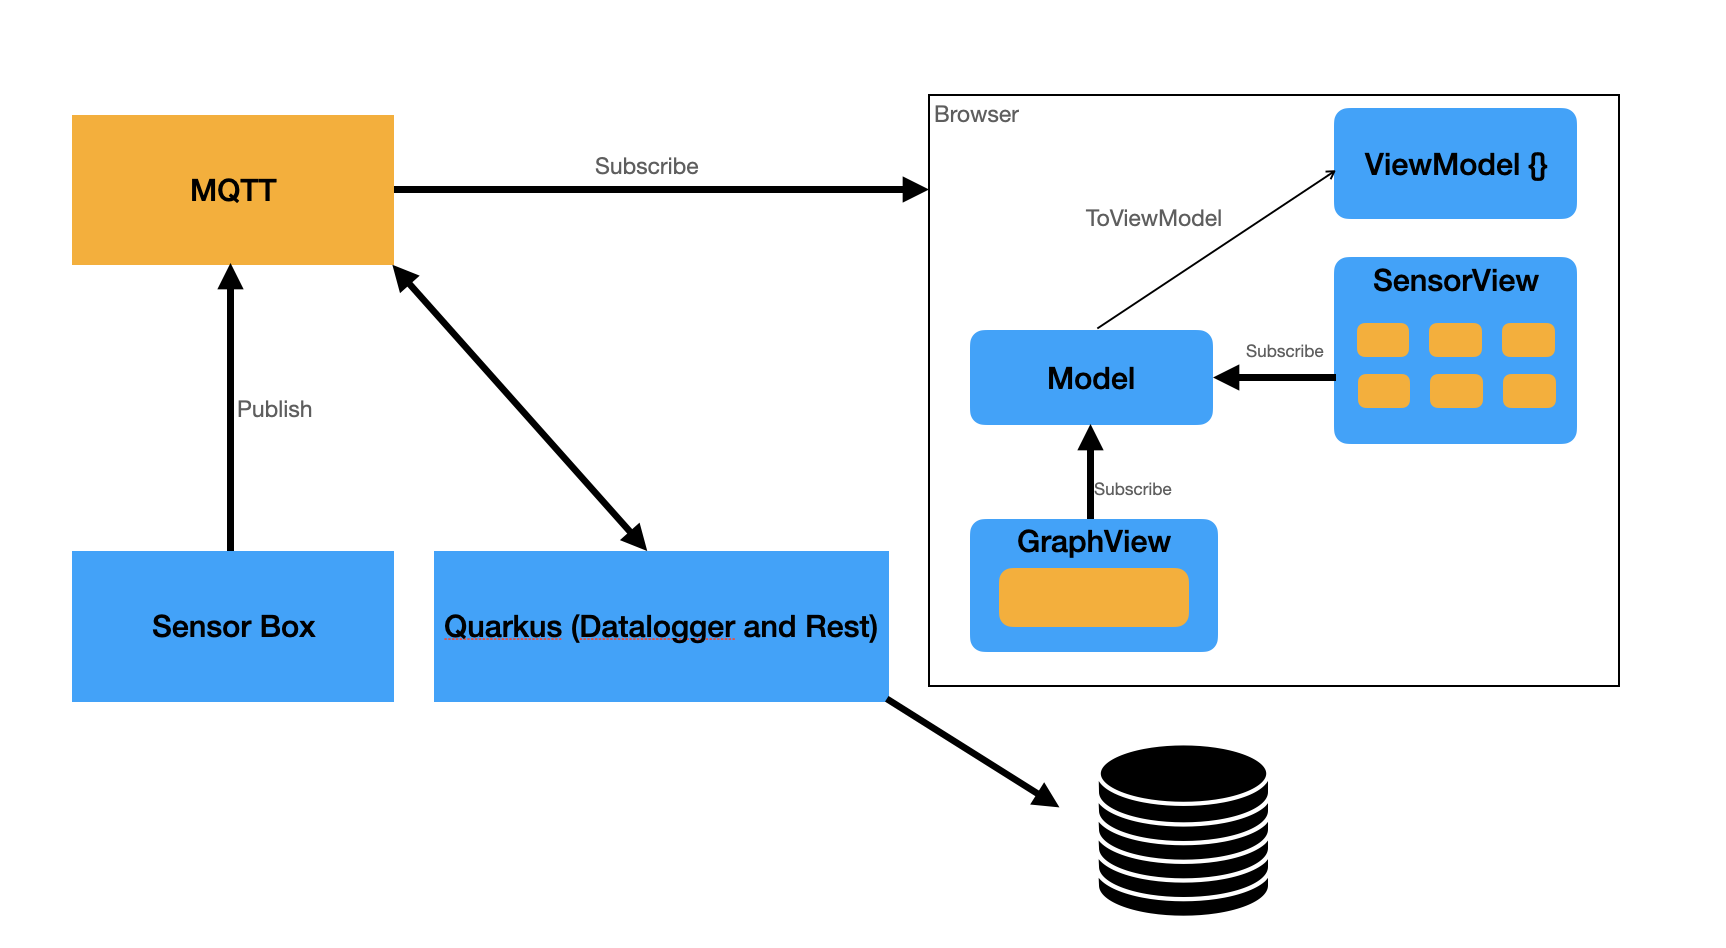 Browser
ViewModel {}
MQTT
Subscribe
ToViewModel
SensorView
Subscribe
Model
Publish
Subscribe
GraphView
Sensor Box
Quarkus (Datalogger and Rest)